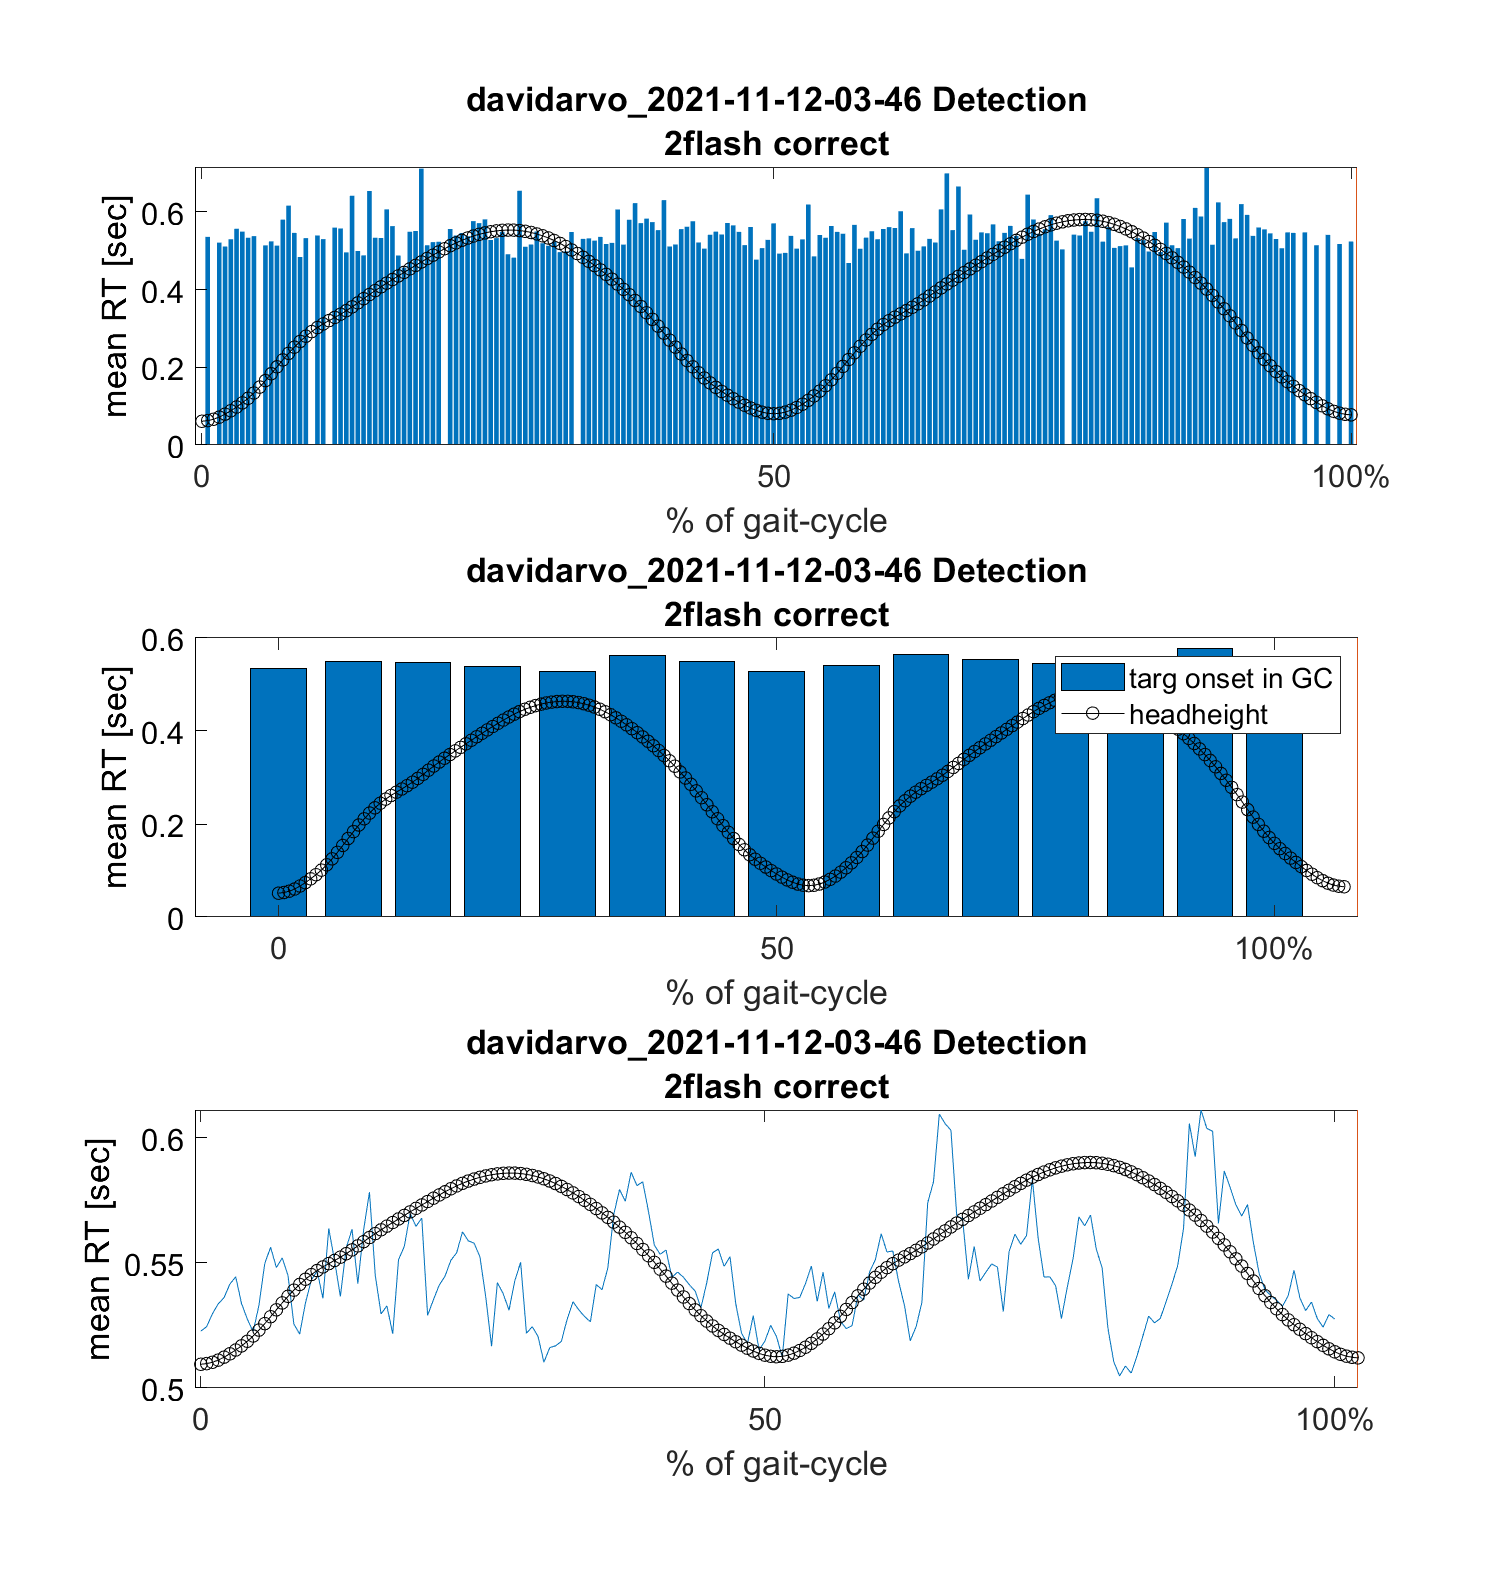 davidarvo_2021-11-12-03-46 Detection
2flash correct
mean RT [sec]
0.6
0.4
0.2
0
0
50
100%
% of gait-cycle
davidarvo_2021-11-12-03-46 Detection
2flash correct
mean RT [sec]
0.6
0.4
0.2
0
targ onset in GC
headheight
0
50
100%
% of gait-cycle
davidarvo_2021-11-12-03-46 Detection
2flash correct
mean RT [sec]
0.6
0.55
0.5
0
50
100%
% of gait-cycle